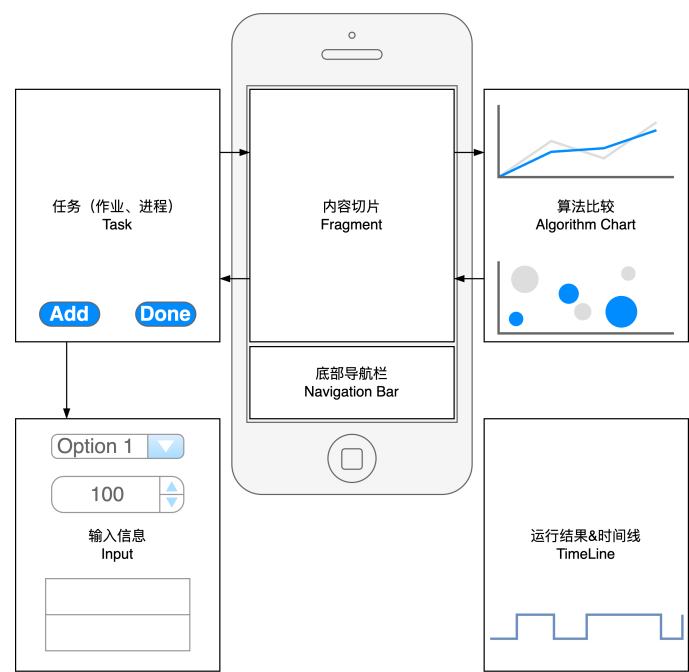 任务（作业、进程）
Task
Add
Done
内容切片
Fragment
底部导航栏
Navigation Bar
算法比较
Algorithm Chart
Option 1
100
输入信息
Input
运行结果&时间线
TimeLine